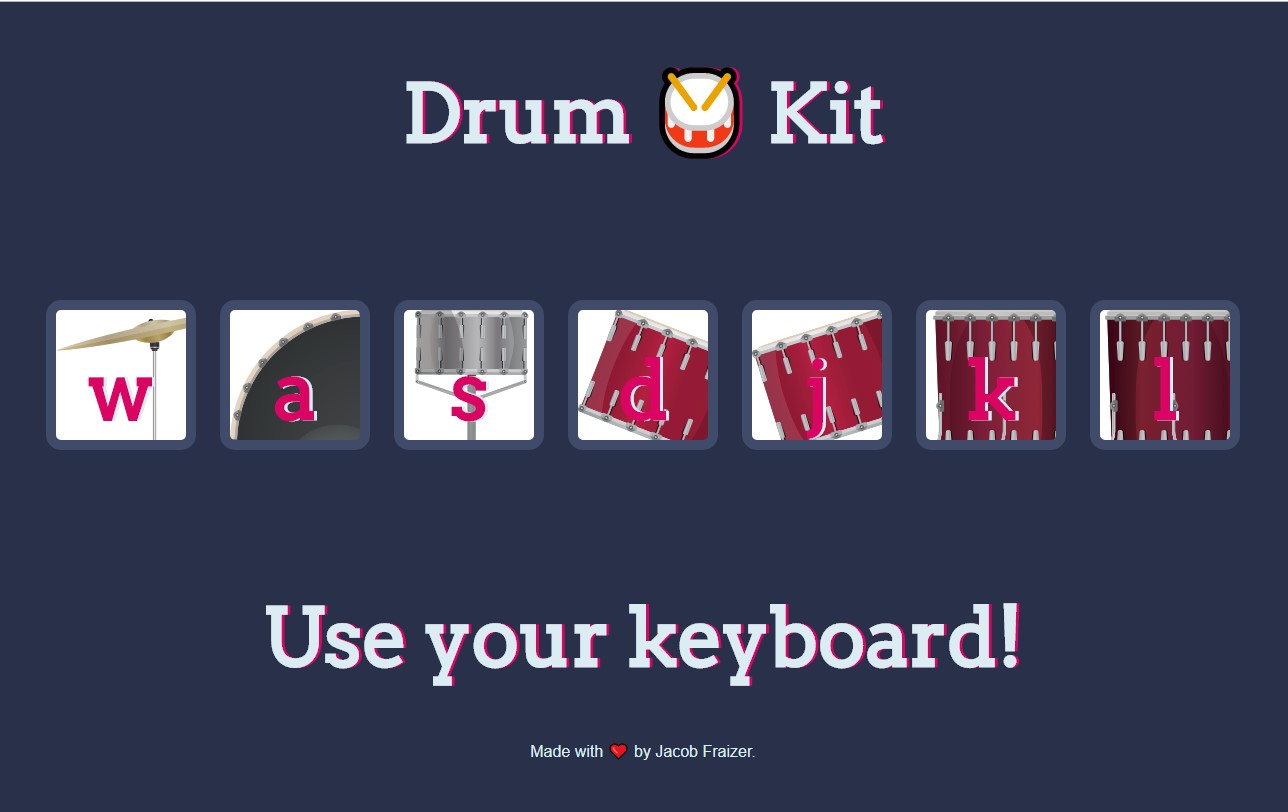 Drum 🥁 Kit
w a s d j k l
Use your keyboard!
Made with ❤️ by Jacob Fraizer.